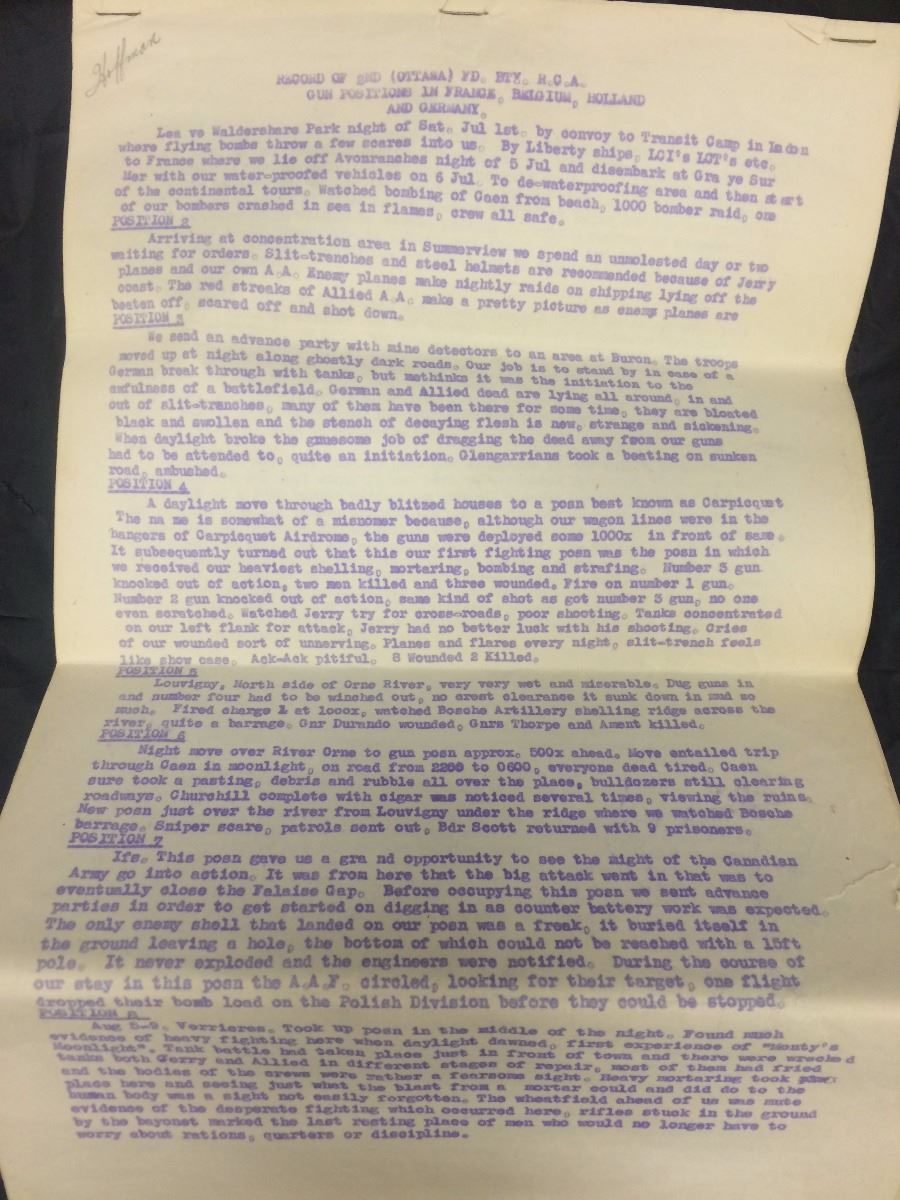 Hoffman
RECORD OF 2ND (OTTAWA) FD. BTY. R.C.A.
GUN POSITIONS IN FRANCE, BELGIUM, HOLLAND
AND GERMANY.
Lea ve Waldershare Park night of Sat. Jul 1st. by convoy to Transit Camp in London
where flying bombs throw a few scares into us. By Liberty ships, LCI's LCT's etc.
to France where we lie off Avonranches night of 5 Jul and disembark at Gra ye Sur
Mer with our water-proofed vehicles on 6 Jul. To de-waterproofing area and then start
of the continental tours. Watched bombing of Caen from beach, 1000 bomber raid, one
of our bombers crashed in sea in flames, crew all safe.
POSITION 2
Arriving at concentration area in Summerview we spend an unmolested day or two
waiting for orders. Slit-trenches and steel helmets are recommended because of Jerry
planes and our own A.A. Enemy planes make nightly raids on shipping lying off the
coast. The red streaks of Allied A.A. make a pretty picture as enemy planes are
beaten off, scared off and shot down.
POSITION 3
We send an advance party with mine detectors to an area at Buron. The troops
moved up at night along ghostly dark roads. Our job is to stand by in case of a
German break through with tanks, but methinks it was the initiation to the
awfulness of a battlefield. German and Allied dead are lying all around, in and
out of slit-trenches, many of them have been there for some time, they are bloated
black and swollen and the stench of decaying flesh is new, strange and sickening.
When daylight broke the gruesome job of dragging the dead away from our guns
had to be attended to, quite an initiation. Glengarrians took a beating on sunken
road, ambushed.
POSITION 4
A daylight move through badly blitzed houses to a posn best known as Carpicquet
The na me is somewhat of a misnomer because, although our wagon lines were in the
hangers of Carpicquet Airdrome, the guns were deployed some 1000x in front of same.
It subsequently turned out that this our first fighting posn was the posn in which
we received our heaviest shelling, mortaring, bombing and strafing. Number 3 gun
knocked out of action, two men killed and three wounded. Fire on number 1 gun.
Number 2 gun knocked out of action, same kind of shot as got number 3 gun, no one
even scratched. Watched Jerry try for cross-roads, poor shooting. Tanks concentrated
on our left flank for attack, Jerry had no better luck with his shooting. Cries
of our wounded sort of unnerving. Planes and flares every night, slit-trench feels
like show case. Ack-Ack pitiful. 8 Wounded 2 Killed.
POSITION 5
Louvigny, North side of Orne River, very very wet and miserable. Dug guns in
and number four had to be winched out, no crest clearance it sunk down in mud so
much. Fired charge 1 at 1000x, watched Bosche Artillery shelling ridge across the
river, quite a barrage. Gnr Durando wounded, Gnrs Thorpe and Ament killed.
POSITION 6
Night move over River Orne to gun posn approx. 500x ahead. Move entailed trip
through Caen in moonlight, on road from 2200 to 0600, everyone dead tired. Caen
sure took a pasting, debris and rubble all over the place, bulldozers still clearing
roadways. Churchill complete with cigar was noticed several times, viewing the ruins.
New posn just over the river from Louvigny under the ridge where we watched Bosche
barrage. Sniper scare, patrols sent out, Bdr Scott returned with 9 prisoners.
POSITION 7
Ifs. This posn gave us a gra nd opportunity to see the might of the Canadian
Army go into action. It was from here that the big attack went in that was to
eventually close the Falaise Gap. Before occupying this posn we sent advance
parties in order to get started on digging in as counter battery work was expected.
The only enemy shell that landed on our posn was a freak, it buried itself in
the ground leaving a hole, the bottom of which could not be reached with a 15ft
pole. It never exploded and the engineers were notified. During the course of
our stay in this posn the A.A.F. circled, looking for their target, one flight
dropped their bomb load on the Polish Division before they could be stopped.
POSITION
Aug 8-9. Verrieres. Took up posn in the middle of the night. Found much
evidence of heavy fighting here when daylight dawned, first experience of "Monty's
Moonlight". Tank battle had taken place just in front of town and there were wrecked
tanks both Gerry and Allied in different stages of repair, most of them had fried
and the bodies of the crews were rather a fearsome sight. Heavy mortaring took
place here and seeing just what the blast from a mortar could and did do to the
human body was a sight not easily forgotten. The wheatfield ahead of us was mute
evidence of the desperate fighting which occurred here, rifles stuck in the ground
by the bayonet marked the last resting place of men who would no longer have to
worry about rations, quarters or discipline.